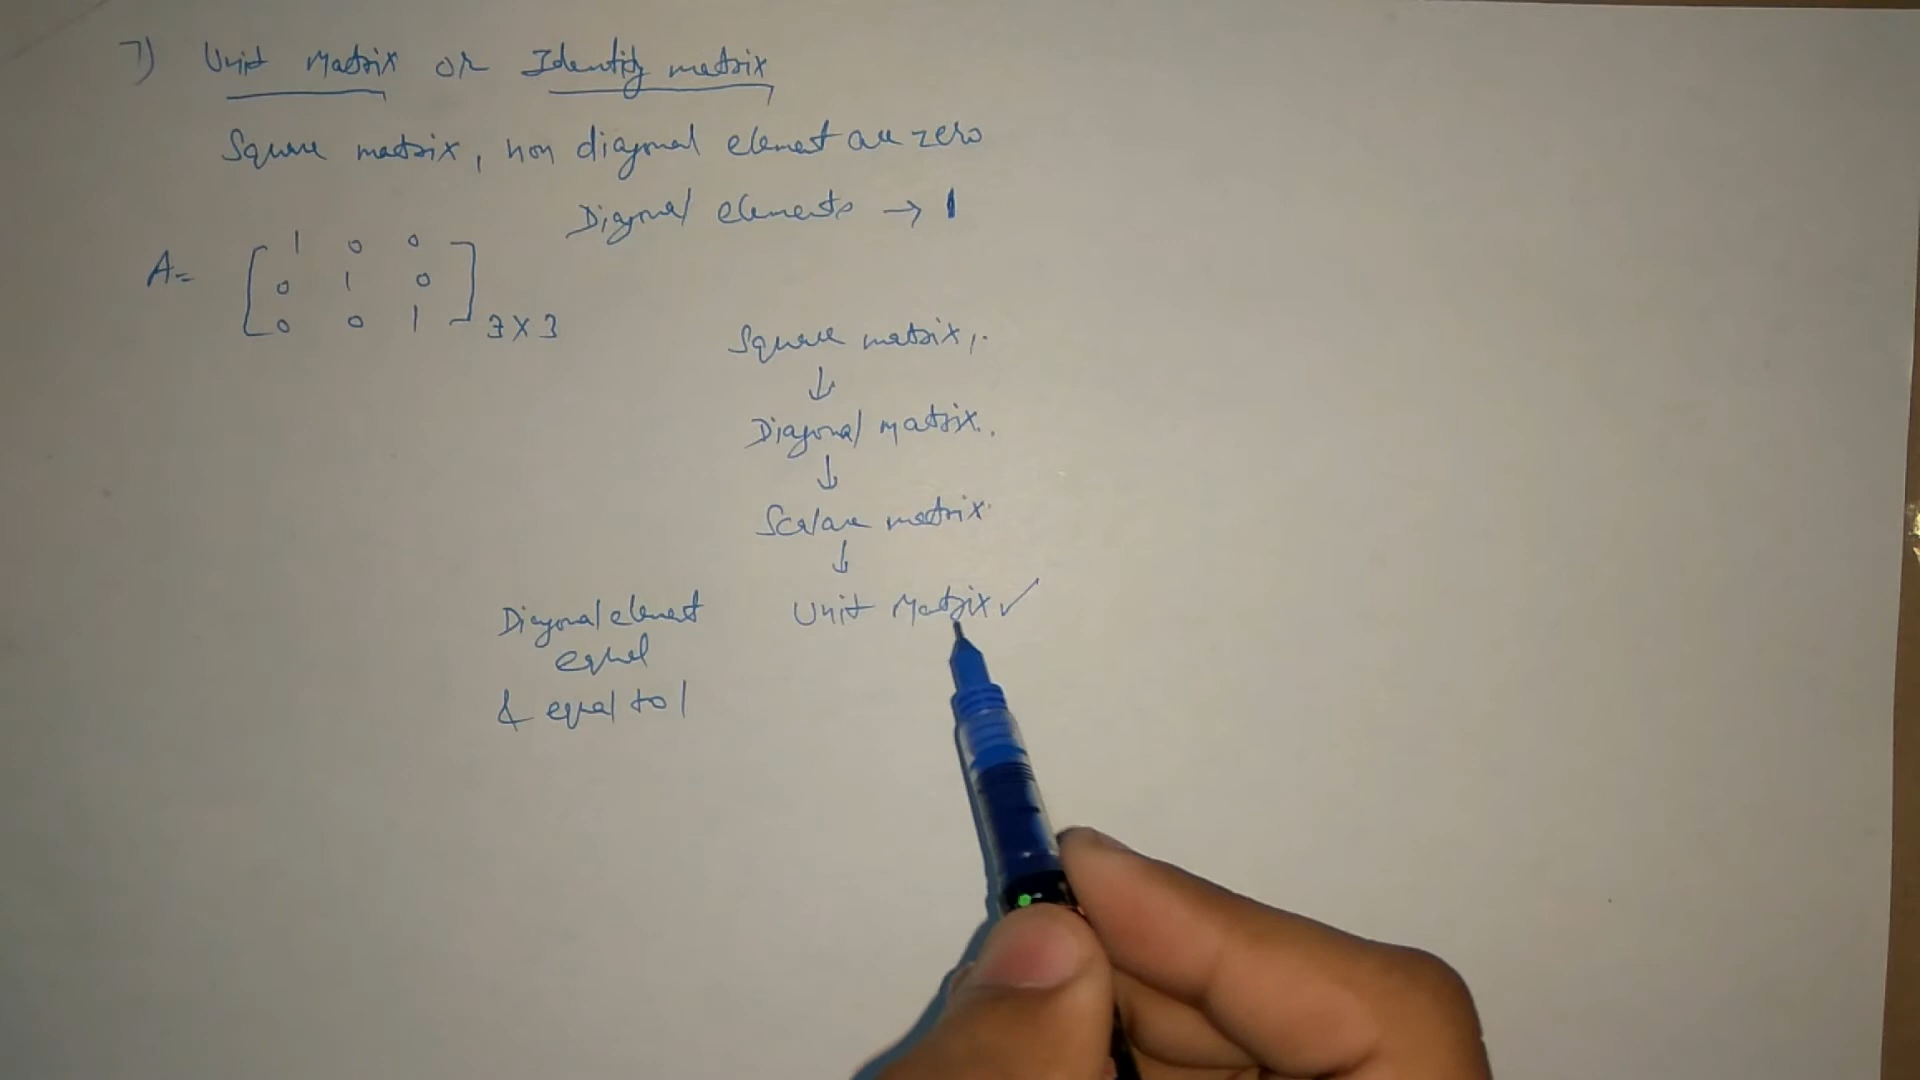 7) Unit Matrix or Identity matrix
Square matrix, non diagonal element are zero
Diagonal elements → 1
A = [ 1 0 0
0 1 0
0 0 1 ] 3 X 3
Square matrix,.
↓
Diagonal Matrix.
↓
Scalar matrix.
↓
Unit Matrix ✓
Diagonal element
equal
& equal to 1